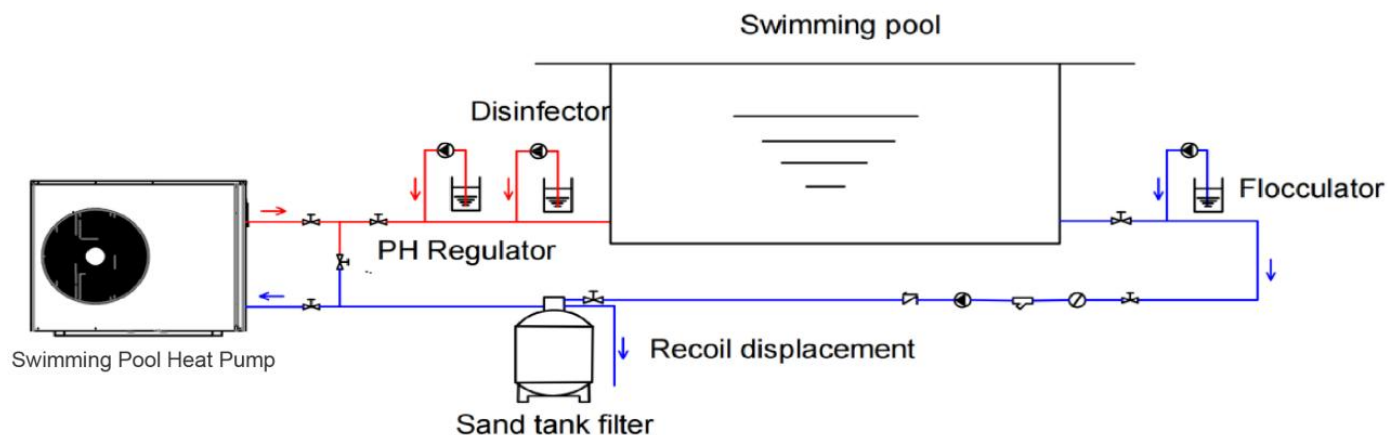 Swimming pool
Disinfector
Flocculator
PH Regulator
Swimming Pool Heat Pump
Recoil displacement
Sand tank filter